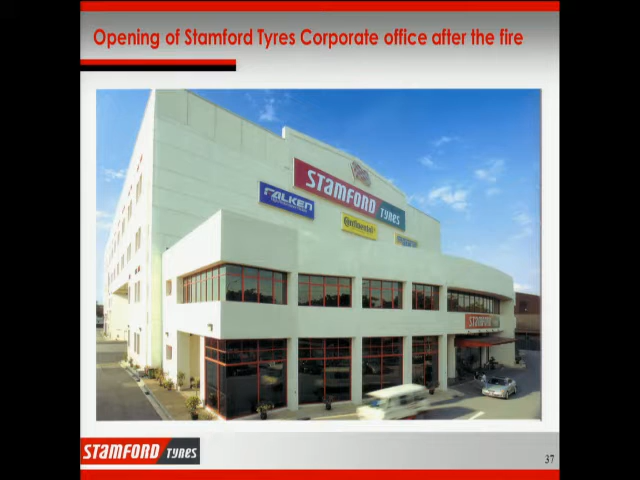 Opening of Stamford Tyres Corporate office after the fire
STAMFORD TYRES
FALKEN
Continental
STAMFORD
STAMFORD TYRES
37